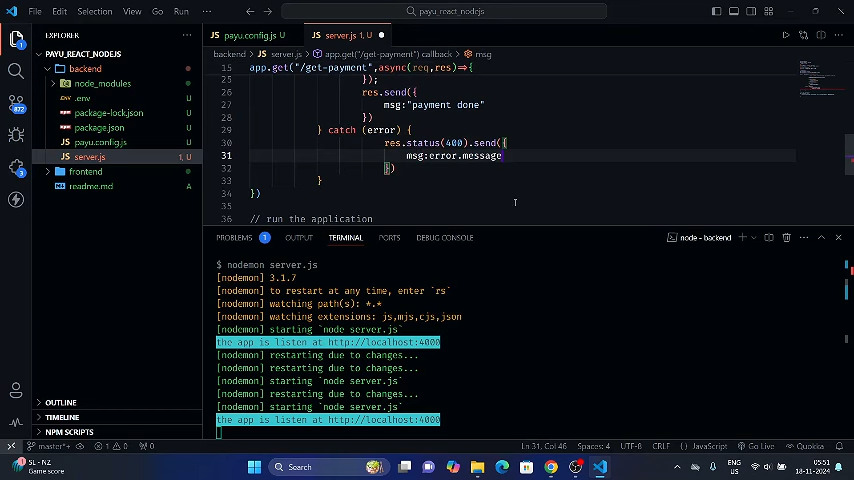 File Edit Selection View Go Run ··· payu_react_nodejs
EXPLORER ···
PAYU_REACT_NODEJS
backend
node_modules
.env U
package-lock.json U
package.json U
payu.config.js U
server.js 1, U
frontend
readme.md A
OUTLINE
TIMELINE
NPM SCRIPTS
872
3
JS payu.config.js U JS server.js 1, U
backend > JS server.js > app.get("/get-payment") callback > msg
15 app.get("/get-payment",async(req,res)=>{
25 });
26 res.send({
27 msg:"payment done"
28 })
29 } catch (error) {
30 res.status(400).send({
31 msg:error.message
32 })
33 }
34 })
35
36 // run the application
PROBLEMS 1 OUTPUT TERMINAL PORTS DEBUG CONSOLE node - backend
$ nodemon server.js
[nodemon] 3.1.7
[nodemon] to restart at any time, enter `rs`
[nodemon] watching path(s): *.*
[nodemon] watching extensions: js,mjs,cjs,json
[nodemon] starting `node server.js`
the app is listen at http://localhost:4000
[nodemon] restarting due to changes...
[nodemon] restarting due to changes...
[nodemon] starting `node server.js`
[nodemon] restarting due to changes...
[nodemon] starting `node server.js`
the app is listen at http://localhost:4000
master*+ 1 0 0 Ln 31, Col 46 Spaces: 4 UTF-8 CRLF {} JavaScript Go Live Quokka
1 SL - NZ
Game score
Search
ENG
US
05:51
18-11-2024